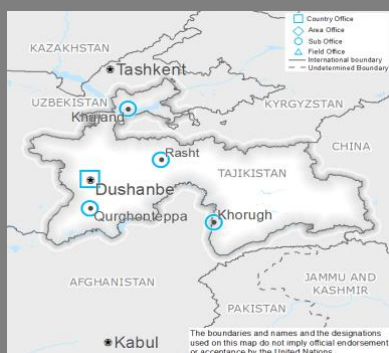 Country Office
Area Office
Sub Office
Field Office
International boundary
Undetermined Boundary
KAZAKHSTAN
Tashkent
UZBEKISTAN
Khujand
KYRGYZSTAN
CHINA
Rasht
TAJIKISTAN
Dushanbe
Qurghonteppa
Khorugh
AFGHANISTAN
JAMMU AND
KASHMIR
PAKISTAN
Kabul
The boundaries and names and the designations
used on this map do not imply official endorsement
or acceptance by the United Nations